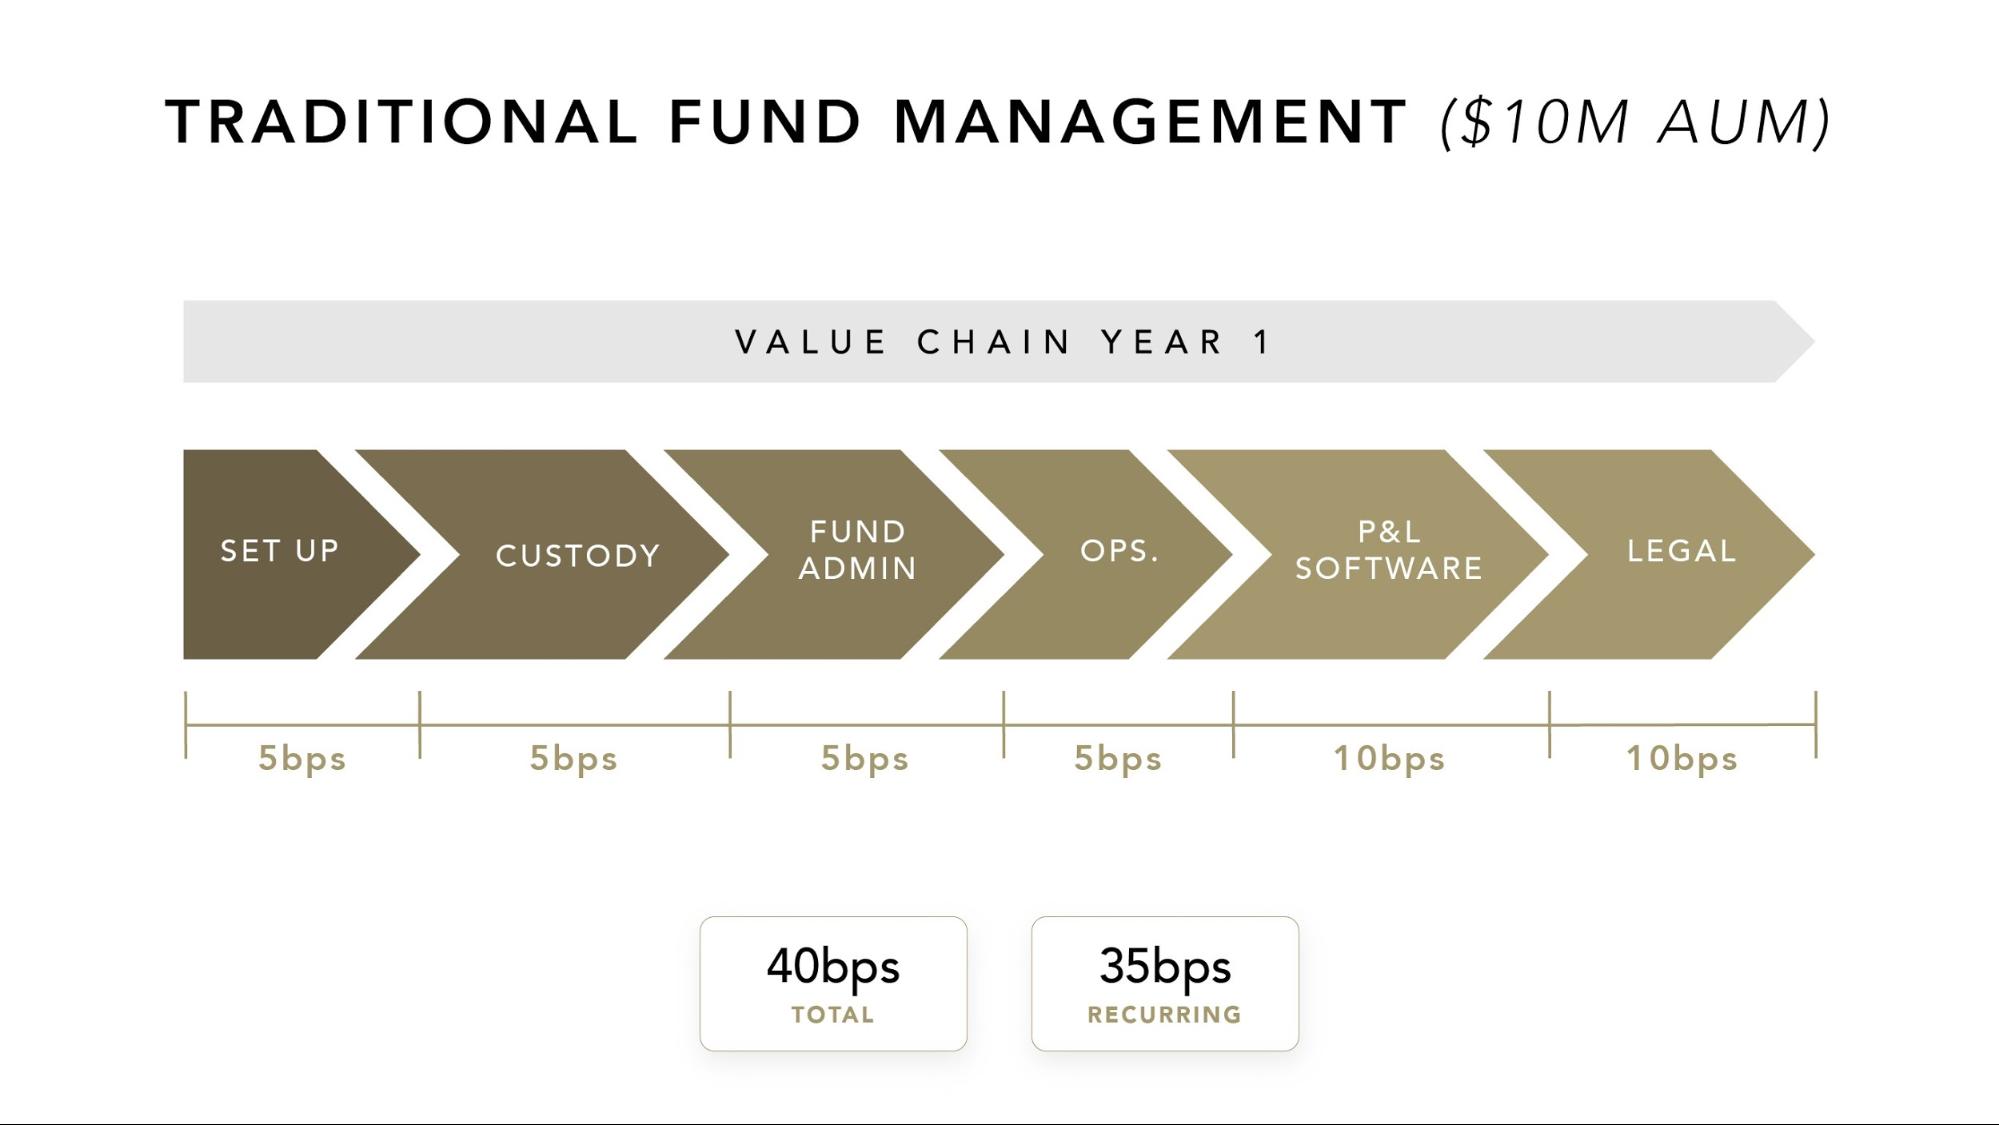 TRADITIONAL FUND MANAGEMENT ($10M AUM)
VALUE CHAIN YEAR 1
SET UP
CUSTODY
FUND
ADMIN
OPS.
P&L
SOFTWARE
LEGAL
5bps
5bps
5bps
5bps
10bps
10bps
40bps
TOTAL
35bps
RECURRING